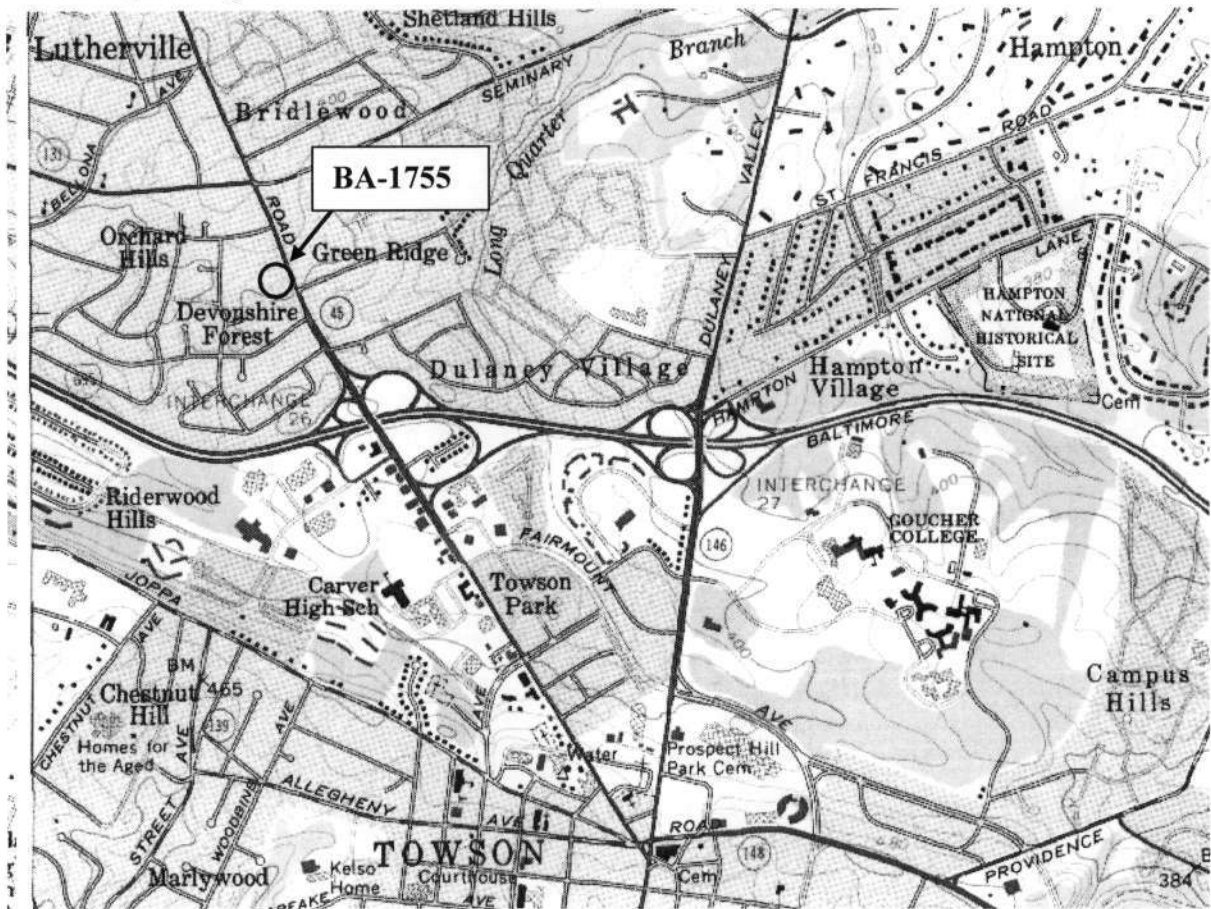 Shetland Hills
Lutherville
Branch
Hampton
SEMINARY
AVE
Bridlewood
Quarter
ROAD
131
BELLONA
BA-1755
VALLEY
ST. FRANCIS
ROAD
Orchard
Hills
Green Ridge
Long
LANE
HAMPTON
NATIONAL
HISTORICAL
SITE
DULANEY
Devonshire
Forest
45
Dulaney Village
Hampton
Village
HAMPTON
695
INTERCHANGE
26
Cem
BALTIMORE
Riderwood
Hills
INTERCHANGE
27
400
GOUCHER
COLLEGE
FAIRMOUNT
146
JOPPA
Carver
High Sch
Towson
Park
400
AVE
BM
465
Chestnut
Hill
CHESTNUT
AVE
139
AVE
AVE
AVE
Campus
Hills
Homes for
the Aged
Water
Prospect Hill
Park Cem
ALLEGHENY
AVE
ROAD
STREET
WOODBINE
TOWSON
148
PROVIDENCE
Marlywood
Kelso
Home
Courthouse
Cem
384
AVE